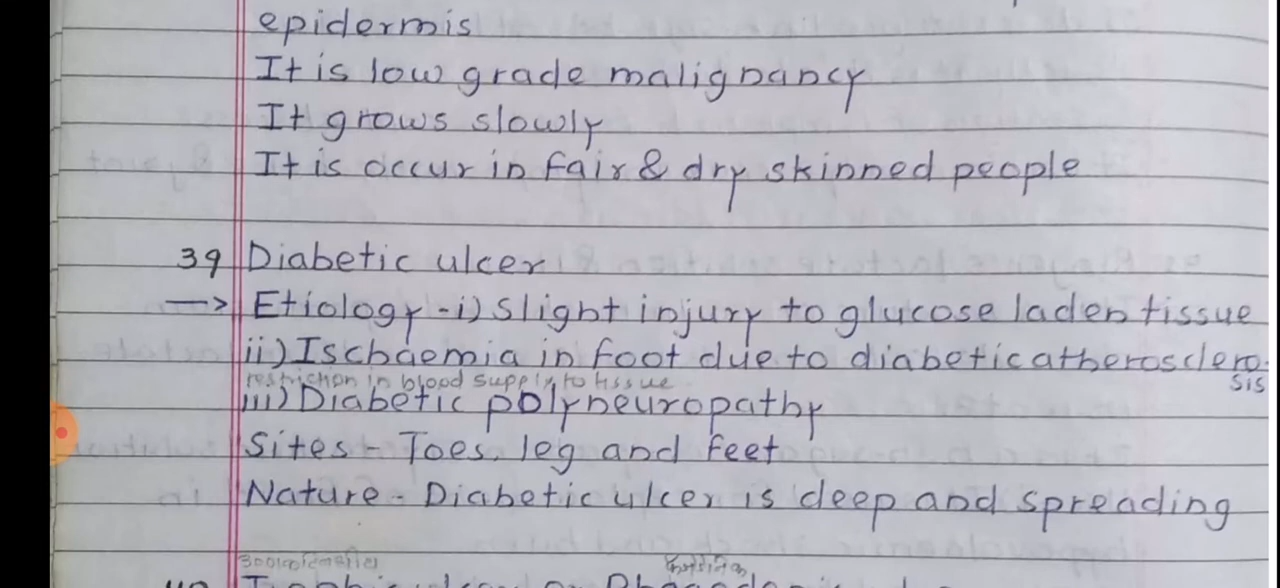 epidermis
It is low grade malignancy
It grows slowly
It is occur in fair & dry skinned people
39 Diabetic ulcer
→ Etiology - i) Slight injury to glucose laden tissue
ii) Ischaemia in foot due to diabetic atherosclero-
sis
restriction in blood supply to tissue
iii) Diabetic polyneuropathy
Sites - Toes, leg and feet
Nature - Diabetic ulcer is deep and spreading